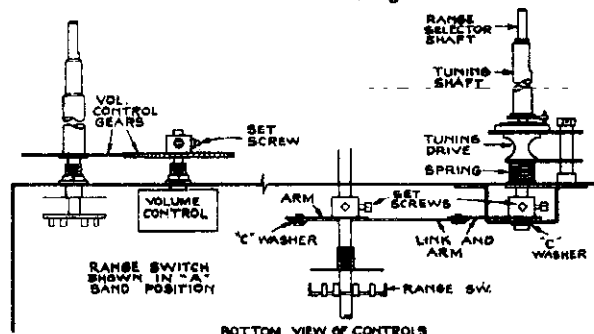 RANGE
SELECTOR
SHAFT
TUNING
SHAFT
VOL.
CONTROL
GEARS
SET
SCREW
TUNING
DRIVE
SPRING
VOLUME
CONTROL
ARM
SET
SCREWS
"C" WASHER
LINK AND
ARM
"C"
WASHER
RANGE SWITCH
SHOWN IN "A"
BAND POSITION
RANGE SW.
BOTTOM VIEW OF CONTROLS